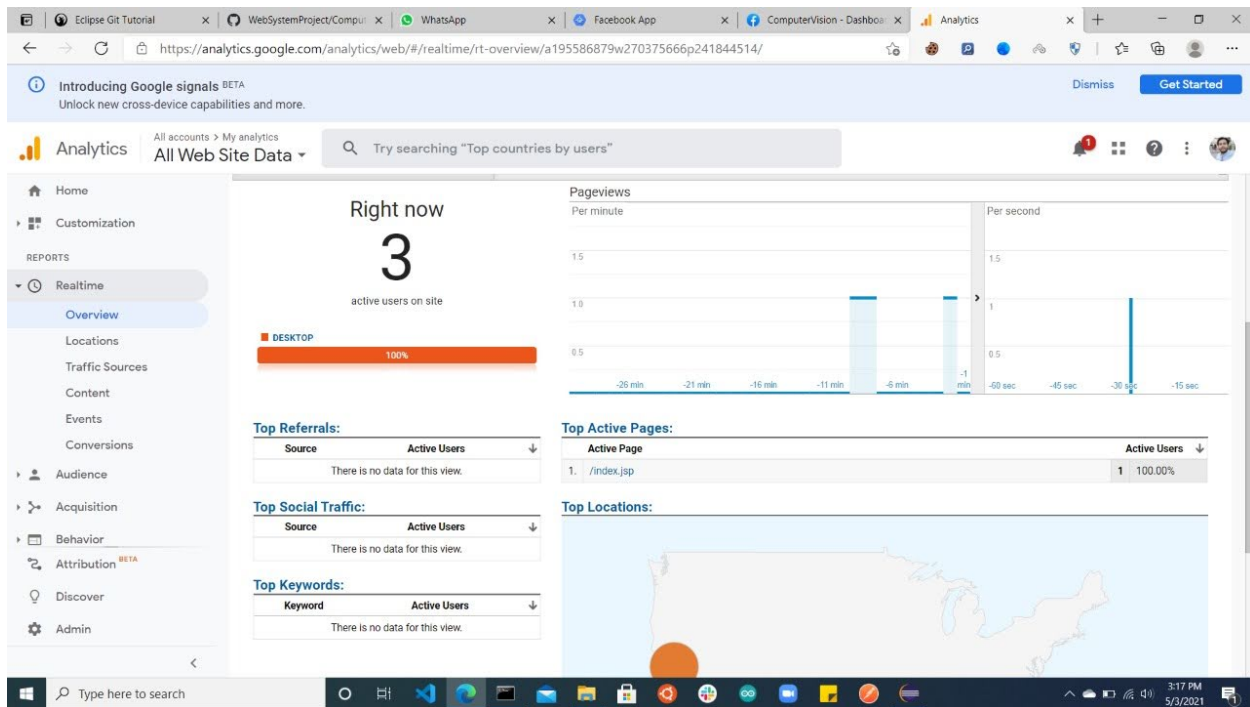 Eclipse Git Tutorial
WebSystemProject/Comput
WhatsApp
Facebook App
ComputerVision - Dashboa
Analytics
https://analytics.google.com/analytics/web/#/realtime/rt-overview/a195586879w270375666p241844514/
Introducing Google signals BETA
Unlock new cross-device capabilities and more.
Dismiss
Get Started
Analytics
All accounts > My analytics
All Web Site Data
Try searching "Top countries by users"
1
Home
Customization
REPORTS
Realtime
Overview
Locations
Traffic Sources
Content
Events
Conversions
Audience
Acquisition
Behavior
Attribution BETA
Discover
Admin
Right now
3
active users on site
DESKTOP
100%
Pageviews
Per minute
1.5
1.0
0.5
-26 min -21 min -16 min -11 min -6 min -1 min
Per second
1.5
1
0.5
-60 sec -45 sec -30 sec -15 sec
Top Referrals:
Source Active Users
There is no data for this view.
Top Social Traffic:
Source Active Users
There is no data for this view.
Top Keywords:
Keyword Active Users
There is no data for this view.
Top Active Pages:
Active Page Active Users
1. /index.jsp 1 100.00%
Top Locations:
Type here to search
3:17 PM
5/3/2021
1